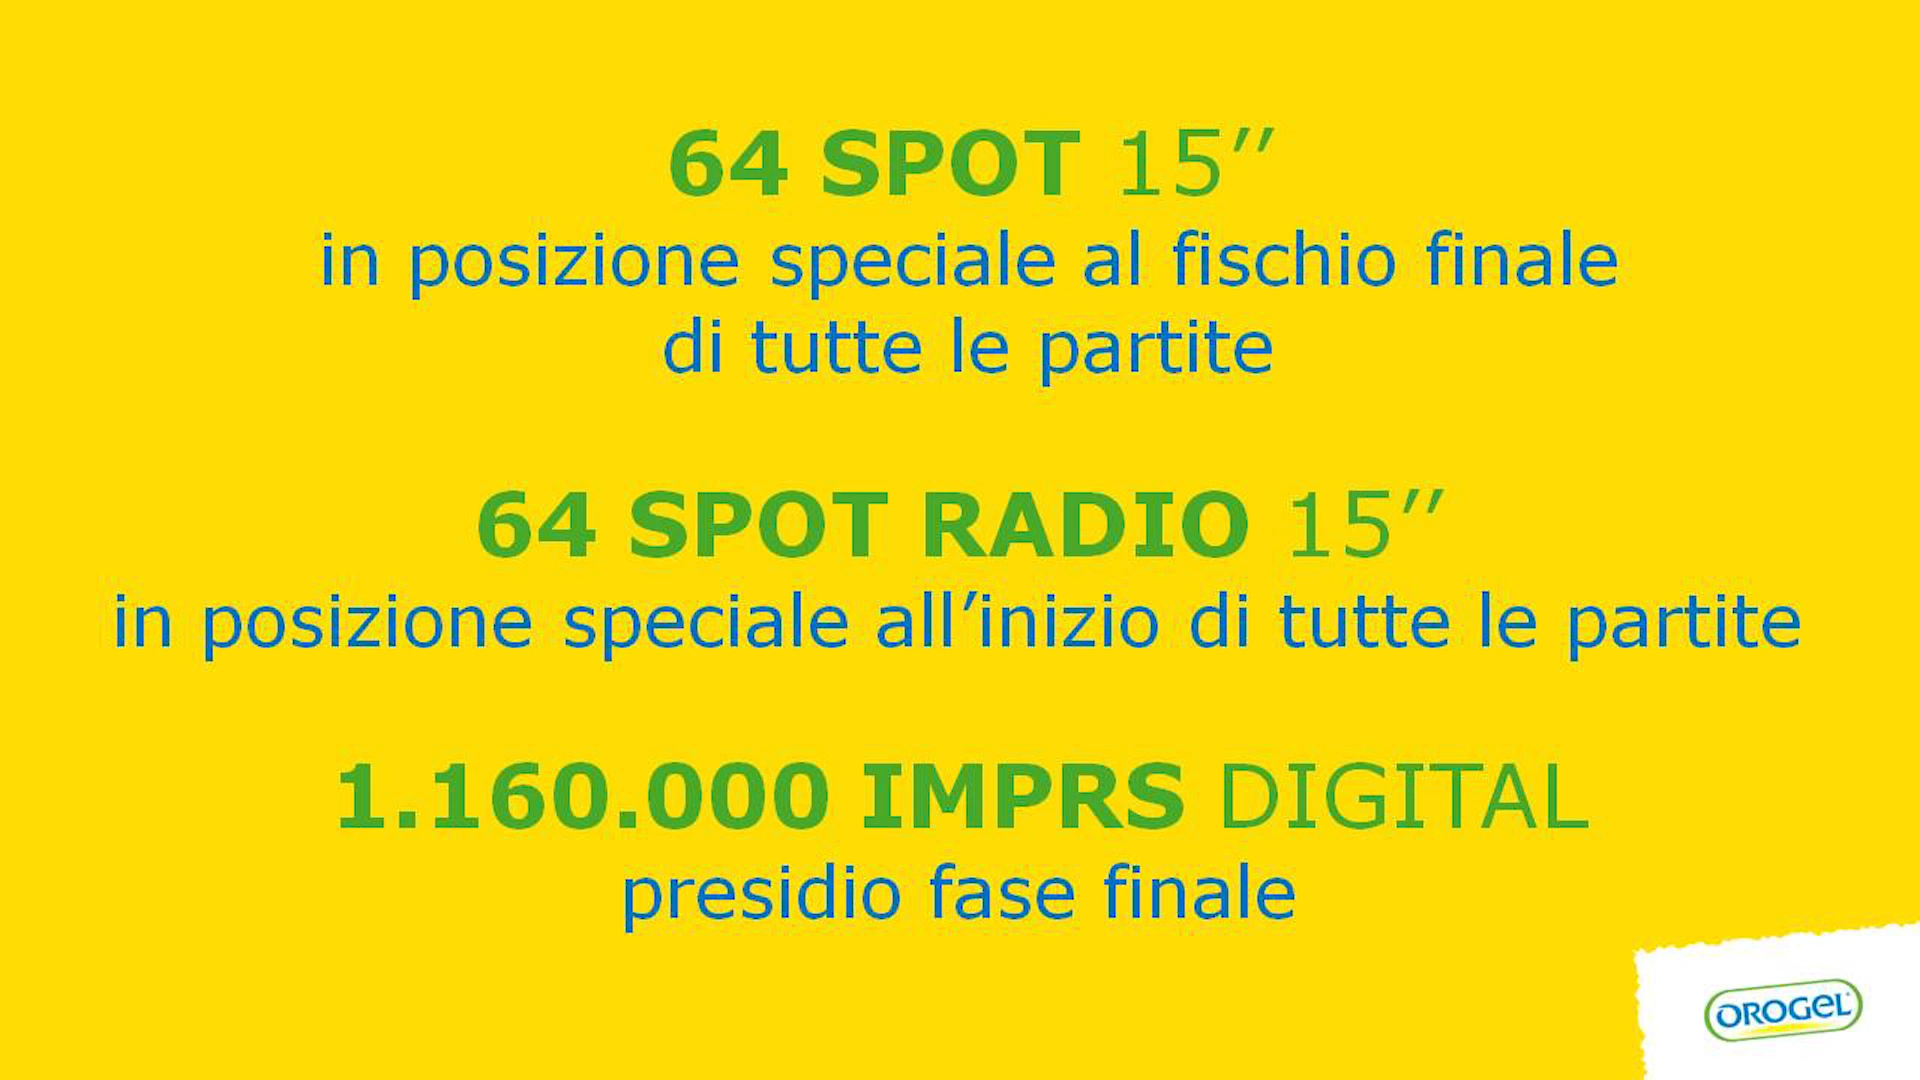 64 SPOT 15’’
in posizione speciale al fischio finale
di tutte le partite
64 SPOT RADIO 15’’
in posizione speciale all’inizio di tutte le partite
1.160.000 IMPRS DIGITAL
presidio fase finale
OROGEL